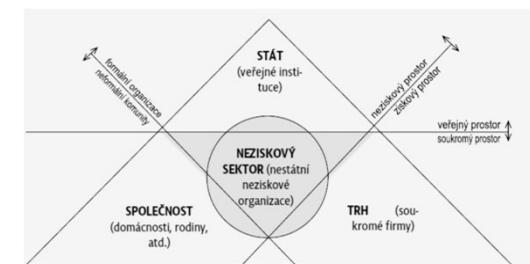 STÁT
(veřejné insti-
tuce)
formální organizace
neformální komunity
neziskový prostor
ziskový prostor
veřejný prostor
soukromý prostor
NEZISKOVÝ
SEKTOR (nestátní
neziskové
organizace)
SPOLEČNOST
(domácnosti, rodiny,
atd.)
TRH (sou-
kromé firmy)